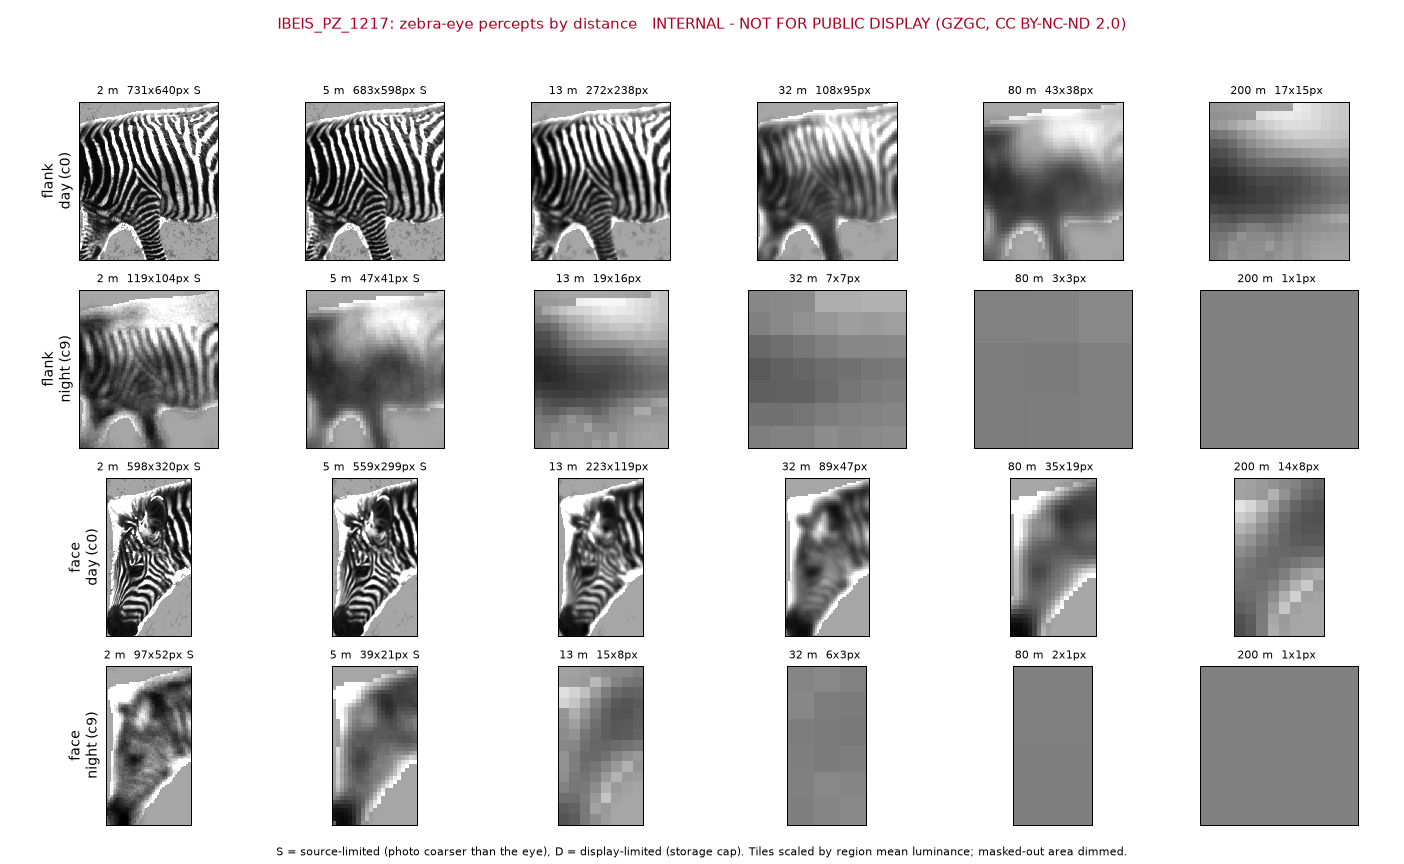 IBEIS_PZ_1217: zebra-eye percepts by distance   INTERNAL - NOT FOR PUBLIC DISPLAY (GZGC, CC BY-NC-ND 2.0)
2 m  731x640px S
5 m  683x598px S
13 m  272x238px
32 m  108x95px
80 m  43x38px
200 m  17x15px
flank
day (c0)
2 m  119x104px S
5 m  47x41px S
13 m  19x16px
32 m  7x7px
80 m  3x3px
200 m  1x1px
flank
night (c9)
2 m  598x320px S
5 m  559x299px S
13 m  223x119px
32 m  89x47px
80 m  35x19px
200 m  14x8px
face
day (c0)
2 m  97x52px S
5 m  39x21px S
13 m  15x8px
32 m  6x3px
80 m  2x1px
200 m  1x1px
face
night (c9)
S = source-limited (photo coarser than the eye), D = display-limited (storage cap). Tiles scaled by region mean luminance; masked-out area dimmed.